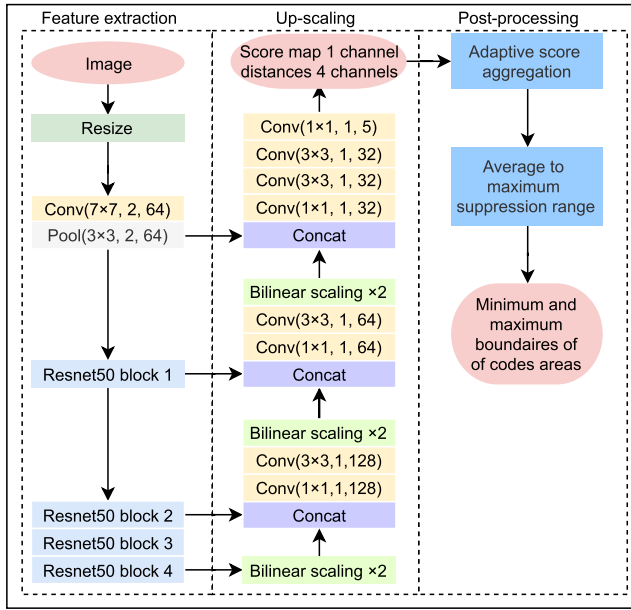 Feature extraction
Image
Resize
Conv(7×7, 2, 64)
Pool(3×3, 2, 64)
Resnet50 block 1
Resnet50 block 2
Resnet50 block 3
Resnet50 block 4
Up-scaling
Score map 1 channel
distances 4 channels
Conv(1×1, 1, 5)
Conv(3×3, 1, 32)
Conv(3×3, 1, 32)
Conv(1×1, 1, 32)
Concat
Bilinear scaling ×2
Conv(3×3, 1, 64)
Conv(1×1, 1, 64)
Concat
Bilinear scaling ×2
Conv(3×3,1,128)
Conv(1×1,1,128)
Concat
Bilinear scaling ×2
Post-processing
Adaptive score
aggregation
Average to
maximum
suppression range
Minimum and
maximum
boundaires of
of codes areas